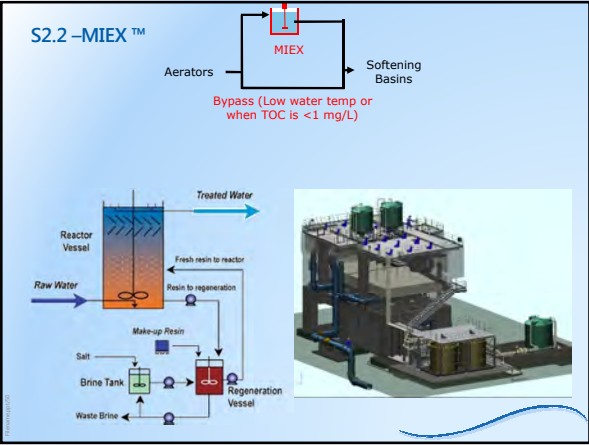 S2.2 –MIEX ™
MIEX
Aerators
Softening
Basins
Bypass (Low water temp or
when TOC is <1 mg/L)
Treated Water
Reactor
Vessel
Fresh resin to reactor
Raw Water
Resin to regeneration
Make-up Resin
Salt
Brine Tank
Regeneration
Vessel
Waste Brine